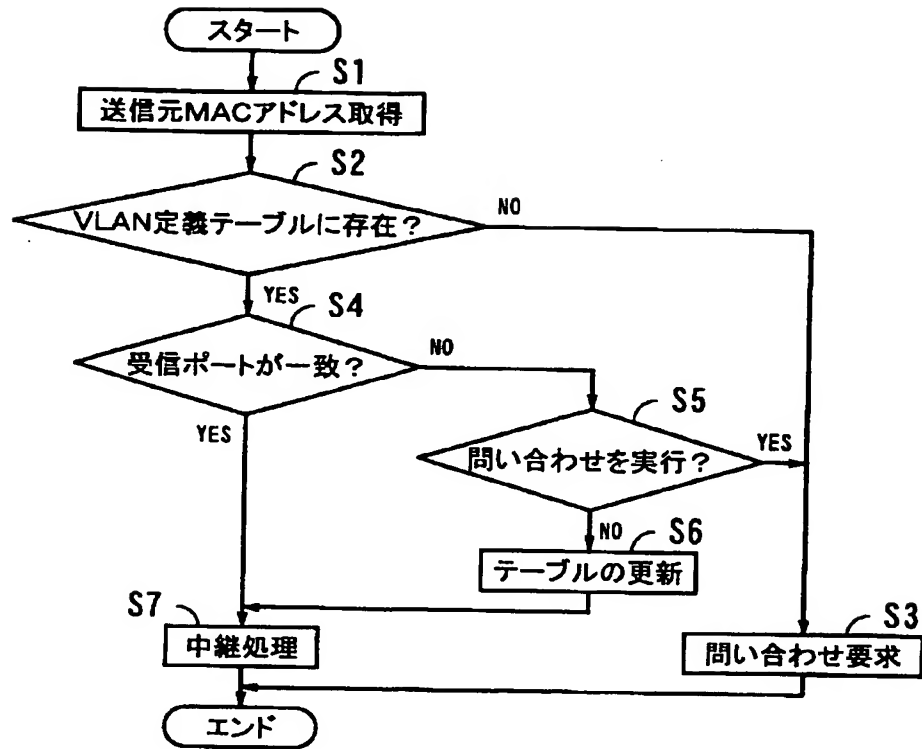 スタート
S1
送信元MACアドレス取得
S2
VLAN定義テーブルに存在?
NO
YES
S4
受信ポートが一致?
NO
S5
YES
問い合わせを実行?
YES
NO
S6
テーブルの更新
S7
中継処理
S3
問い合わせ要求
エンド